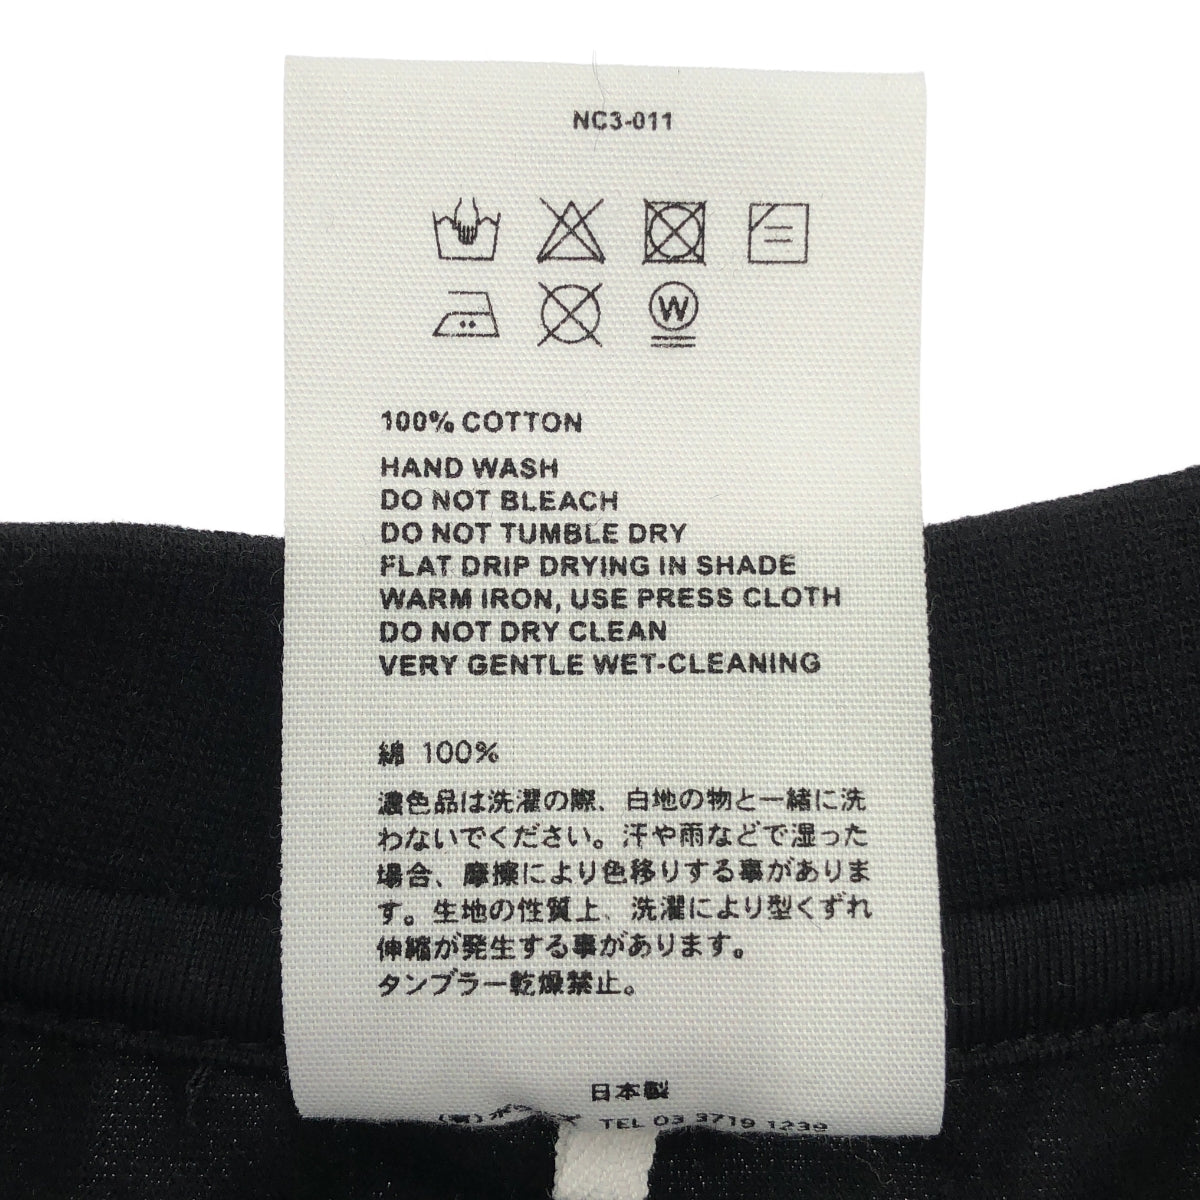 NC3-011
W
100% COTTON
HAND WASH
DO NOT BLEACH
DO NOT TUMBLE DRY
FLAT DRIP DRYING IN SHADE
WARM IRON, USE PRESS CLOTH
DO NOT DRY CLEAN
VERY GENTLE WET-CLEANING
綿 100%
濃色品は洗濯の際、白地の物と一緒に洗
わないでください。汗や雨などで湿った
場合、摩擦により色移りする事がありま
す。生地の性質上、洗濯により型くずれ
伸縮が発生する事があります。
タンブラー乾燥禁止。
日本製
TEL 03 3719 1239